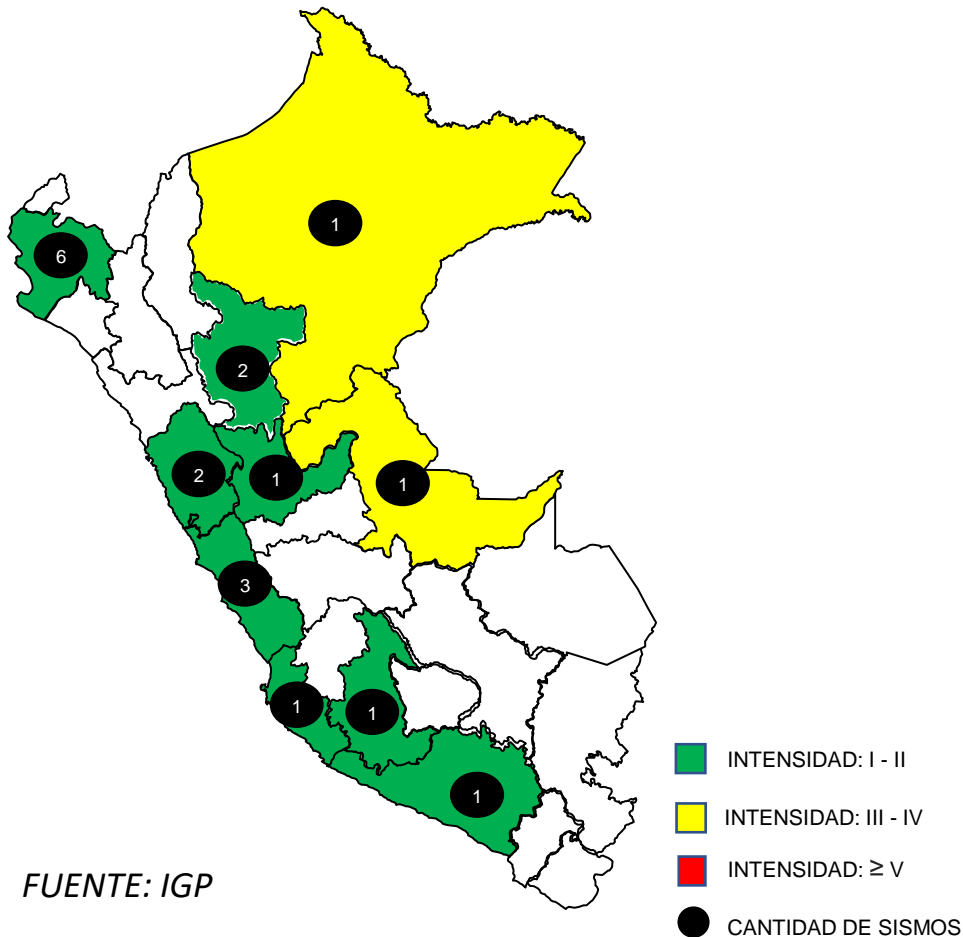 1
6
2
2
1
1
3
1
1
1
INTENSIDAD: I - II
INTENSIDAD: III - IV
INTENSIDAD: ≥ V
FUENTE: IGP
CANTIDAD DE SISMOS